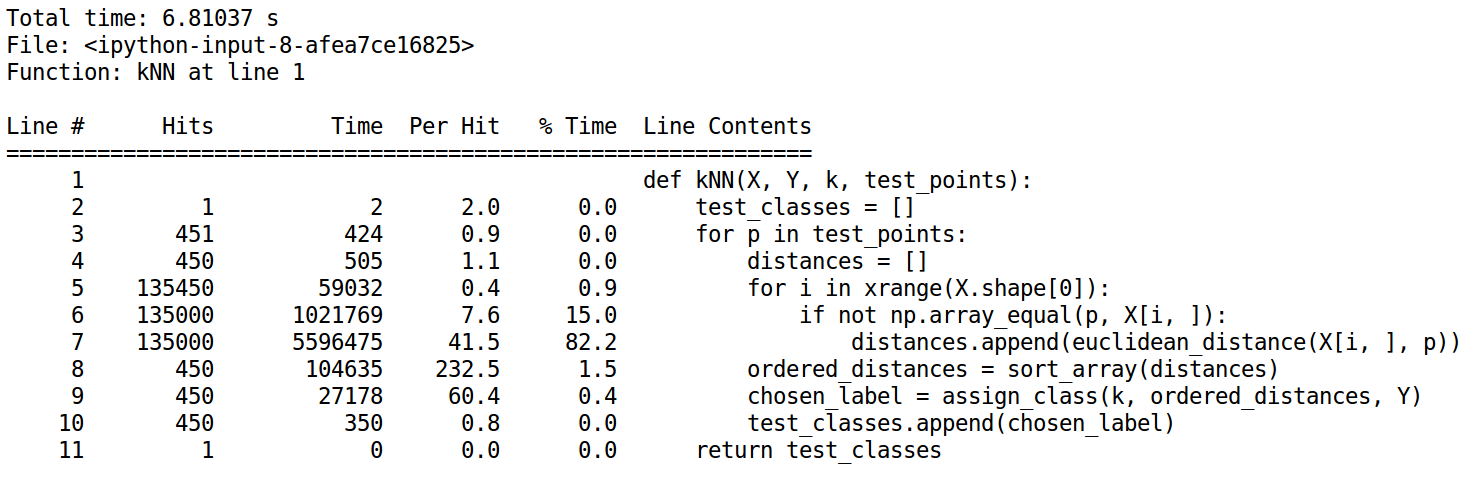 Total time: 6.81037 s
File: <ipython-input-8-afea7ce16825>
Function: kNN at line 1

Line #      Hits         Time  Per Hit   % Time  Line Contents
==============================================================
     1                                           def kNN(X, Y, k, test_points):
     2         1            2      2.0      0.0      test_classes = []
     3       451          424      0.9      0.0      for p in test_points:
     4       450          505      1.1      0.0          distances = []
     5    135450        59032      0.4      0.9          for i in xrange(X.shape[0]):
     6    135000      1021769      7.6     15.0              if not np.array_equal(p, X[i, ]):
     7    135000      5596475     41.5     82.2                  distances.append(euclidean_distance(X[i, ], p))
     8       450       104635    232.5      1.5          ordered_distances = sort_array(distances)
     9       450        27178     60.4      0.4          chosen_label = assign_class(k, ordered_distances, Y)
    10       450          350      0.8      0.0          test_classes.append(chosen_label)
    11         1            0      0.0      0.0      return test_classes